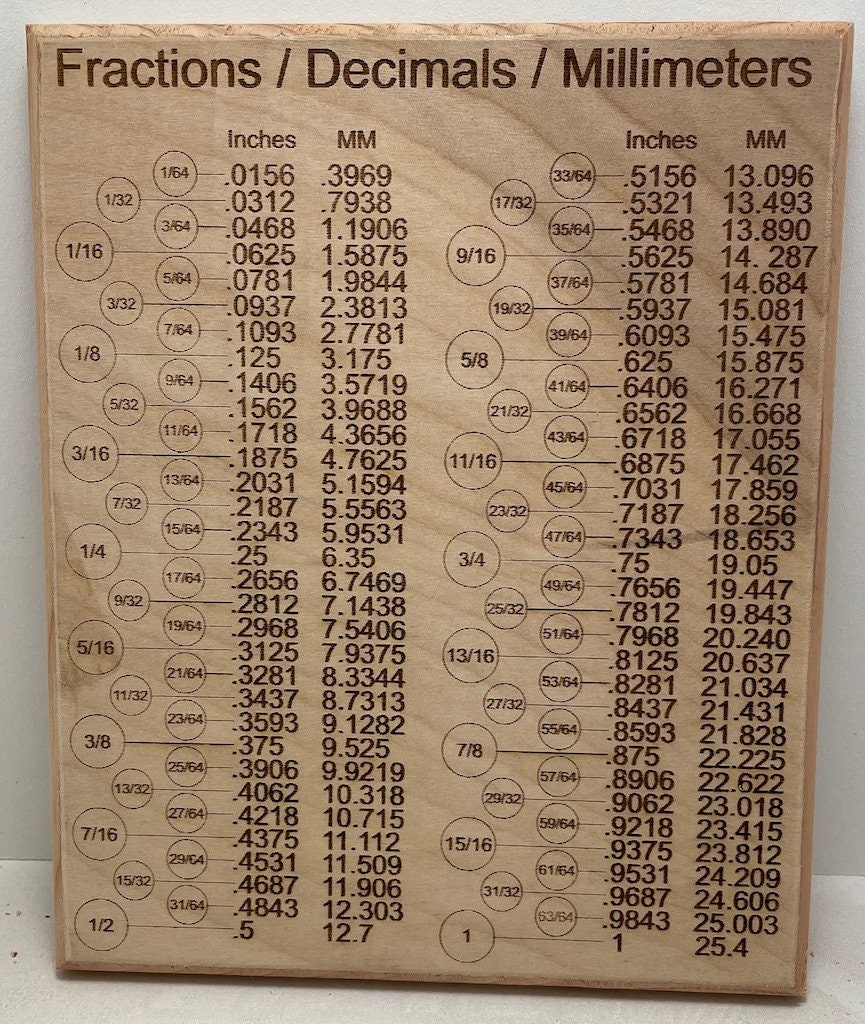 Fractions / Decimals / Millimeters
Inches MM
1/64 .0156 .3969
1/32 .0312 .7938
3/64 .0468 1.1906
1/16 .0625 1.5875
5/64 .0781 1.9844
3/32 .0937 2.3813
7/64 .1093 2.7781
1/8 .125 3.175
9/64 .1406 3.5719
5/32 .1562 3.9688
11/64 .1718 4.3656
3/16 .1875 4.7625
13/64 .2031 5.1594
7/32 .2187 5.5563
15/64 .2343 5.9531
1/4 .25 6.35
17/64 .2656 6.7469
9/32 .2812 7.1438
19/64 .2968 7.5406
5/16 .3125 7.9375
21/64 .3281 8.3344
11/32 .3437 8.7313
23/64 .3593 9.1282
3/8 .375 9.525
25/64 .3906 9.9219
13/32 .4062 10.318
27/64 .4218 10.715
7/16 .4375 11.112
29/64 .4531 11.509
15/32 .4687 11.906
31/64 .4843 12.303
1/2 .5 12.7
Inches MM
33/64 .5156 13.096
17/32 .5321 13.493
35/64 .5468 13.890
9/16 .5625 14. 287
37/64 .5781 14.684
19/32 .5937 15.081
39/64 .6093 15.475
5/8 .625 15.875
41/64 .6406 16.271
21/32 .6562 16.668
43/64 .6718 17.055
11/16 .6875 17.462
45/64 .7031 17.859
23/32 .7187 18.256
47/64 .7343 18.653
3/4 .75 19.05
49/64 .7656 19.447
25/32 .7812 19.843
51/64 .7968 20.240
13/16 .8125 20.637
53/64 .8281 21.034
27/32 .8437 21.431
55/64 .8593 21.828
7/8 .875 22.225
57/64 .8906 22.622
29/32 .9062 23.018
59/64 .9218 23.415
15/16 .9375 23.812
61/64 .9531 24.209
31/32 .9687 24.606
63/64 .9843 25.003
1 1 25.4